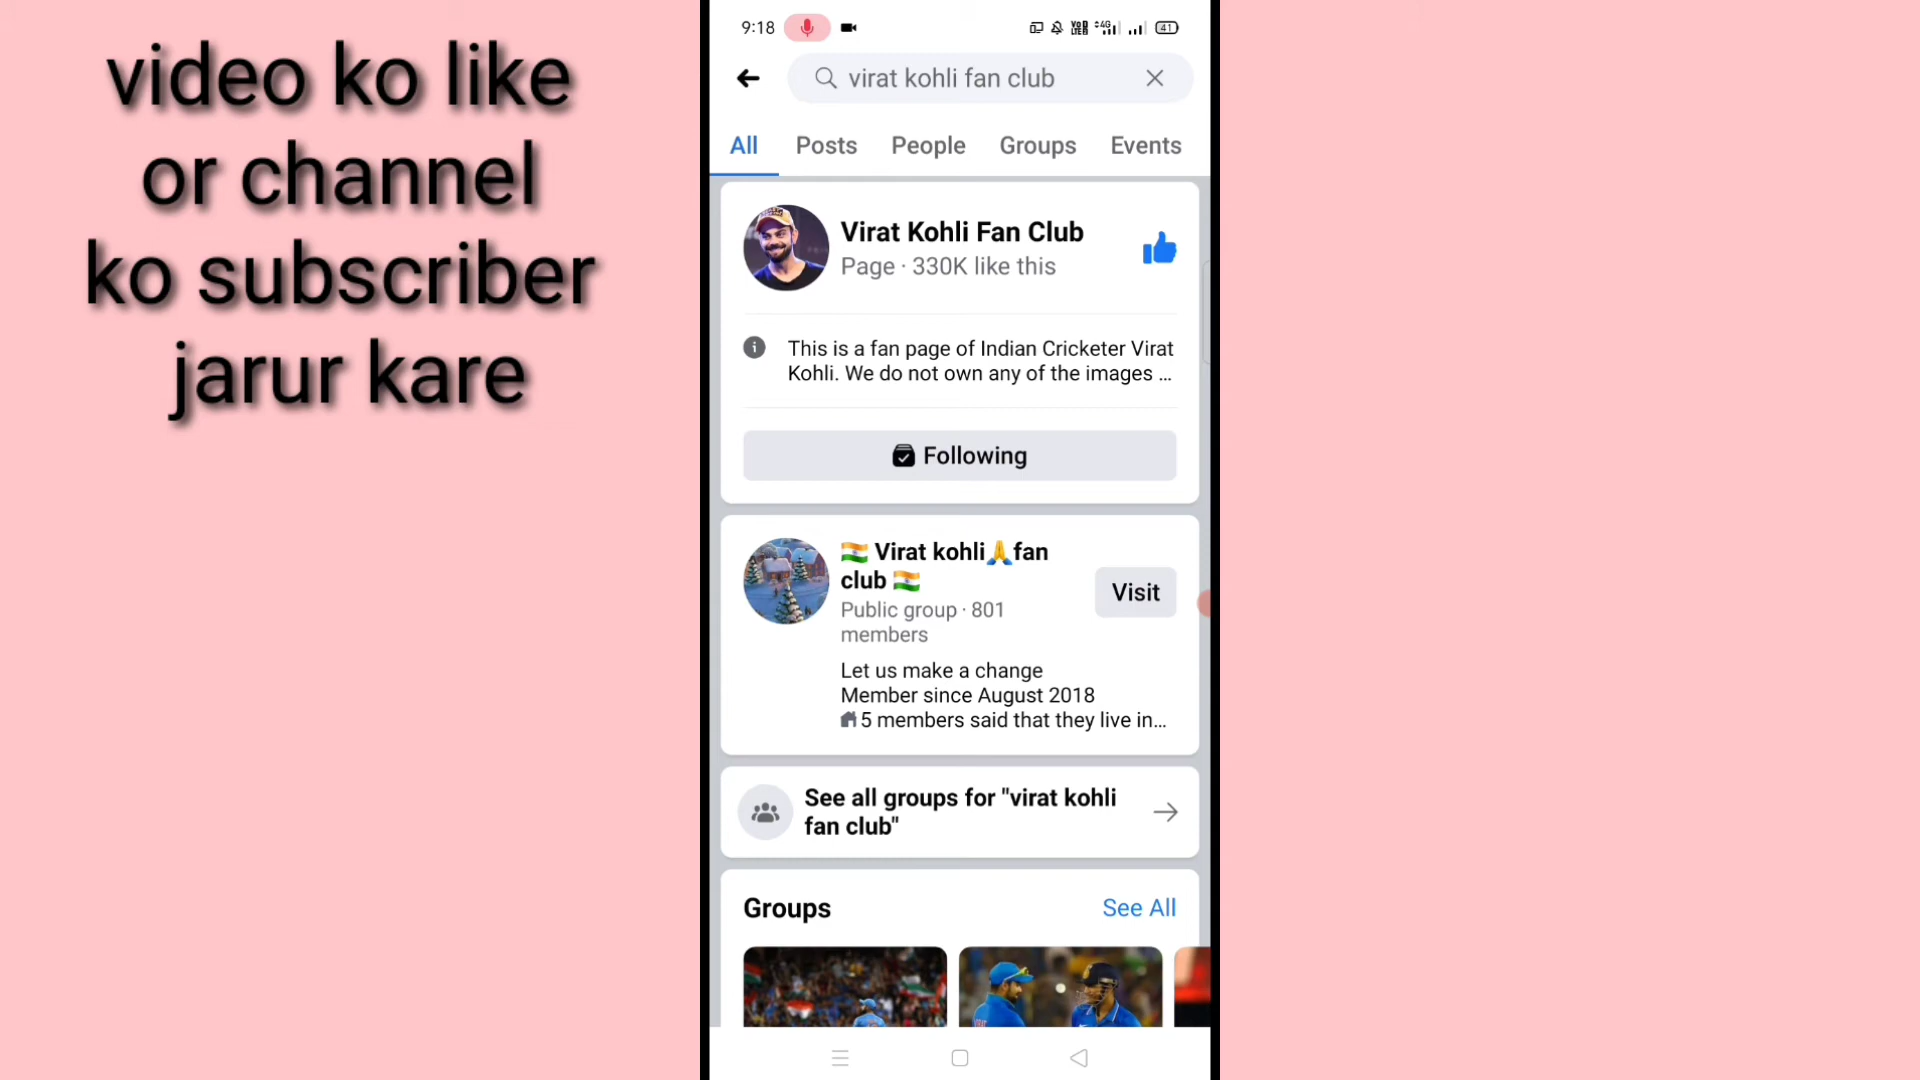 video ko like
or channel
ko subscriber
jarur kare
9:18
4G
41
virat kohli fan club
All Posts People Groups Events
Virat Kohli Fan Club
Page · 330K like this
This is a fan page of Indian Cricketer Virat
Kohli. We do not own any of the images ...
Following
🇮🇳 Virat kohli🙏fan
club 🇮🇳
Public group · 801
members
Visit
Let us make a change
Member since August 2018
5 members said that they live in...
See all groups for "virat kohli
fan club"
Groups
See All